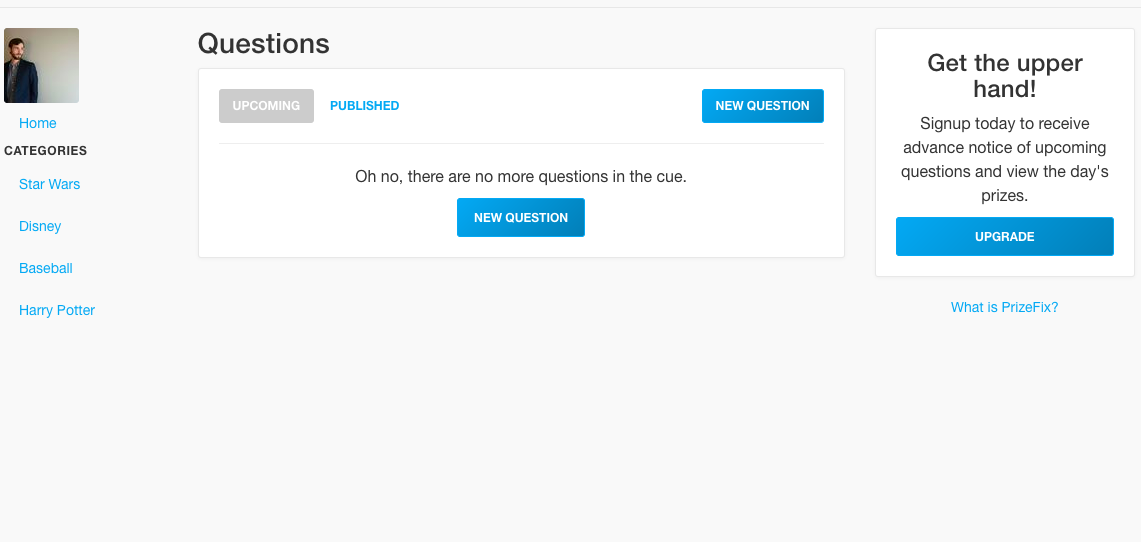 Home
CATEGORIES
Star Wars
Disney
Baseball
Harry Potter
Questions
UPCOMING PUBLISHED NEW QUESTION
Oh no, there are no more questions in the cue.
NEW QUESTION
Get the upper
hand!
Signup today to receive
advance notice of upcoming
questions and view the day's
prizes.
UPGRADE
What is PrizeFix?